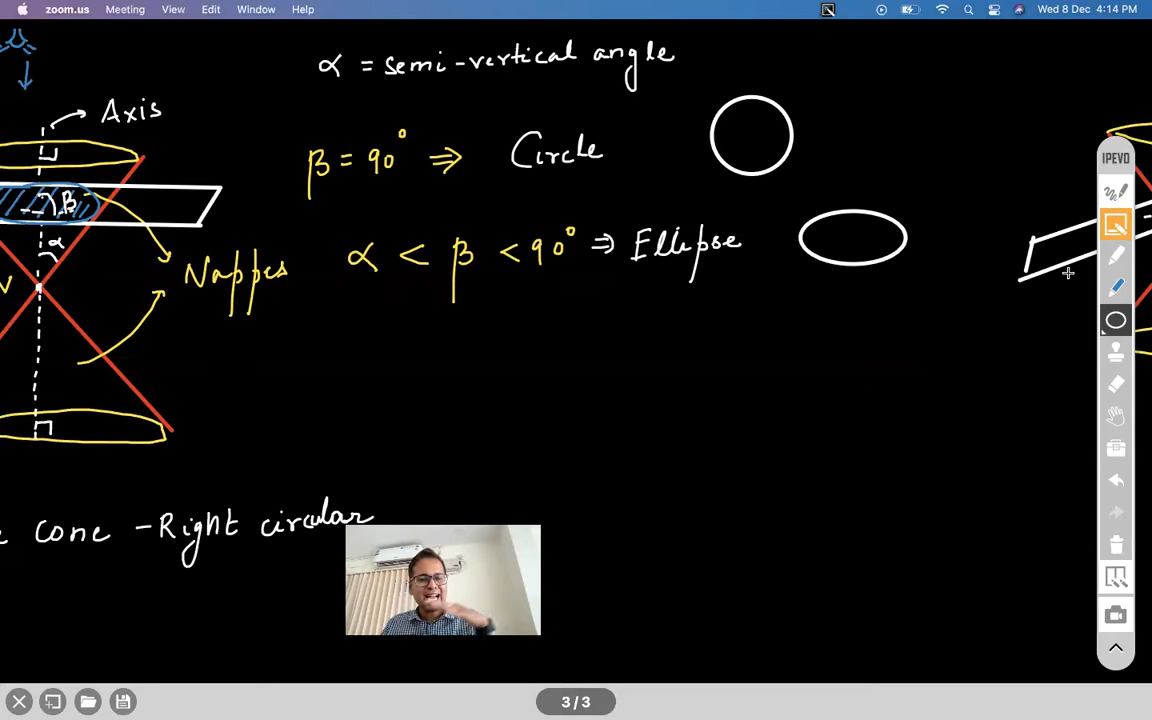 zoom.us Meeting View Edit Window Help Wed 8 Dec 4:14 PM
α = semi-vertical angle
Axis
β = 90° ⇒ Circle
β
α
α < β < 90° ⇒ Ellipse
Nappes
V
cone - Right circular
IPEVO
3/3